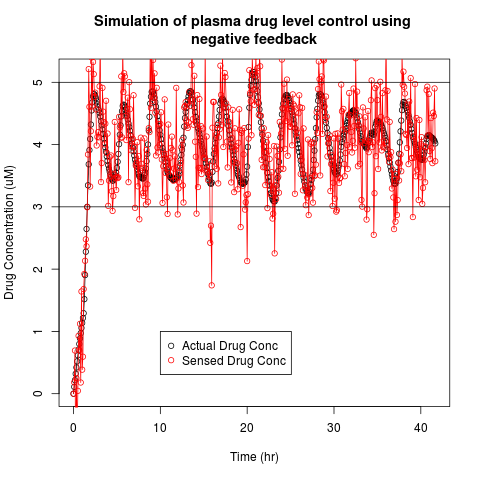 Simulation of plasma drug level control using
negative feedback
Drug Concentration (uM)
5
4
3
2
1
0
Actual Drug Conc
Sensed Drug Conc
0 10 20 30 40
Time (hr)